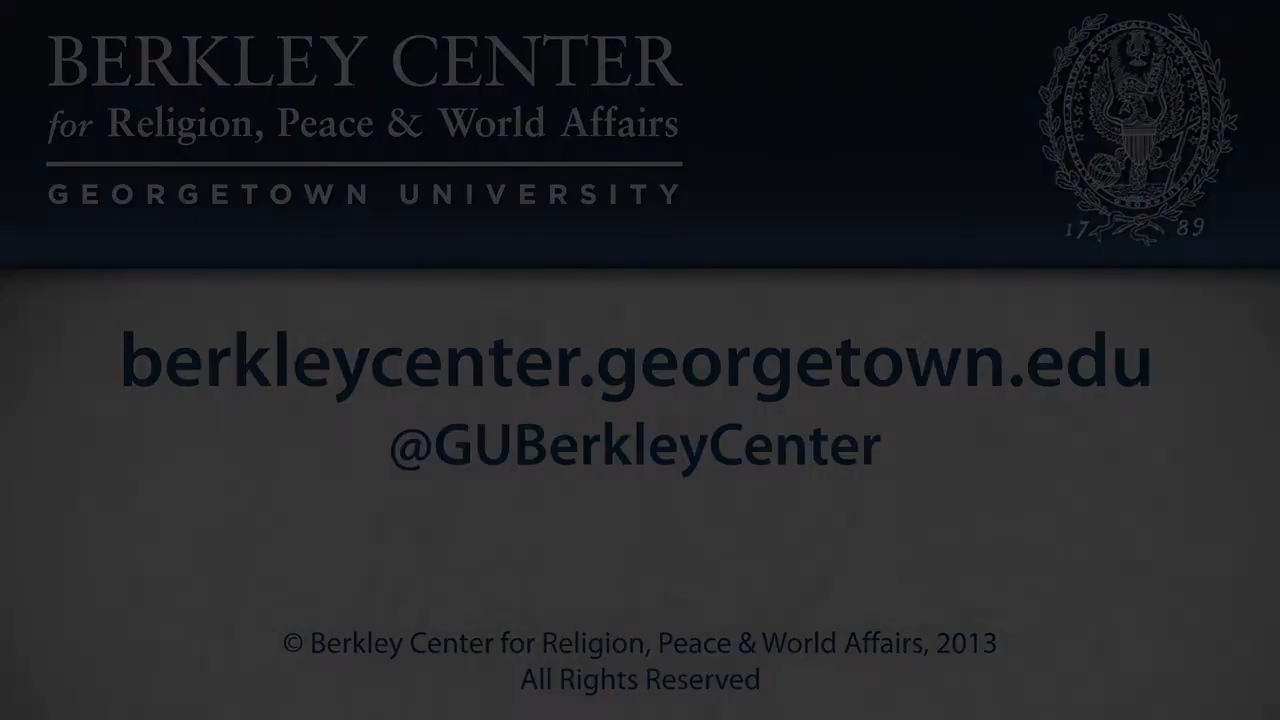 BERKLEY CENTER
for Religion, Peace & World Affairs
GEORGETOWN UNIVERSITY
17 89
berkleycenter.georgetown.edu
@GUBerkleyCenter
© Berkley Center for Religion, Peace & World Affairs, 2013
All Rights Reserved